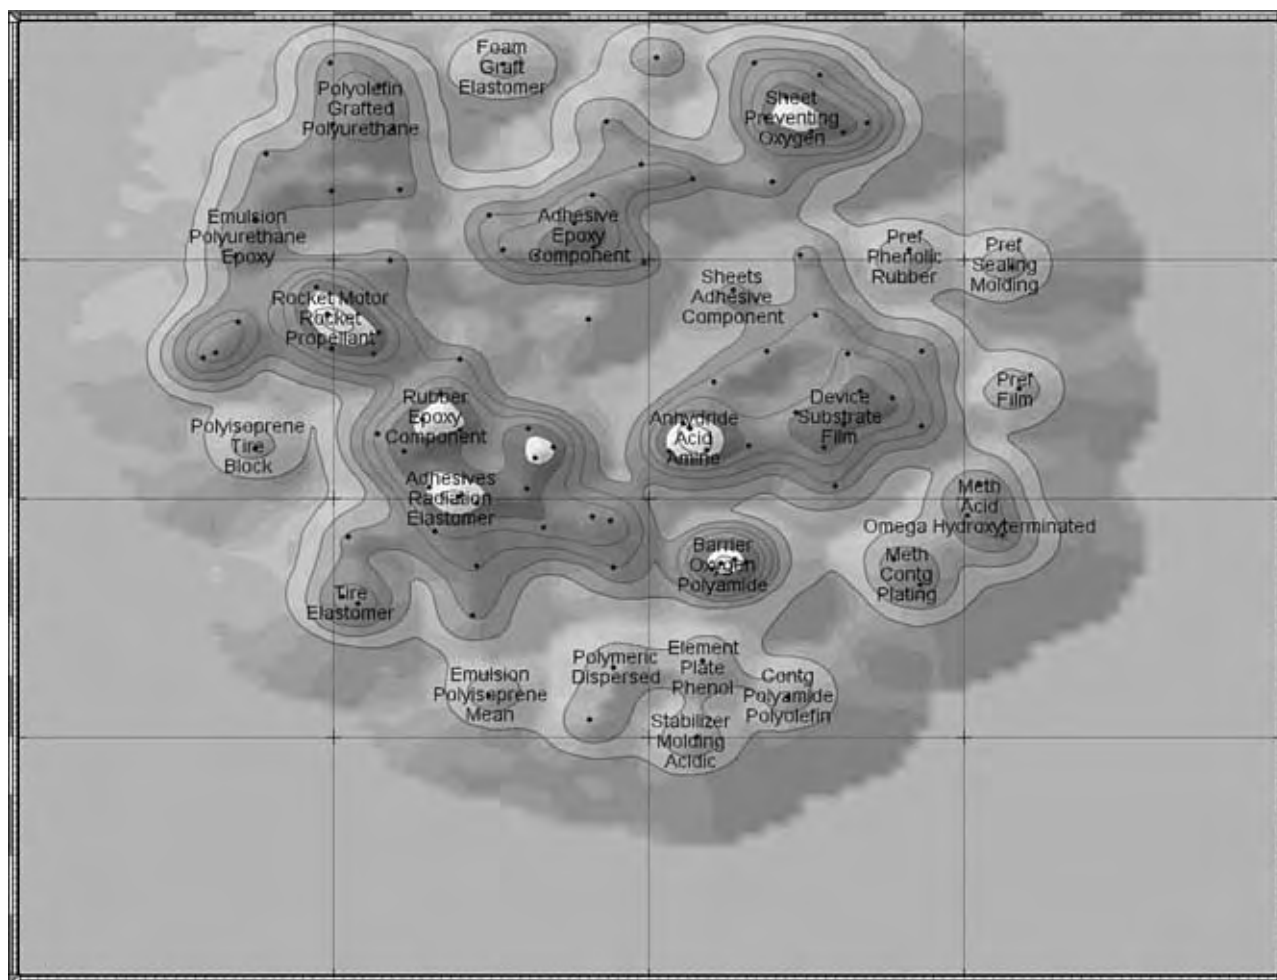 Foam
Graft
Elastomer
Polyolefin
Grafted
Polyurethane
Sheet
Preventing
Oxygen
Emulsion
Polyurethane
Epoxy
Adhesive
Epoxy
Component
Pref
Phenolic
Rubber
Pref
Sealing
Molding
Sheets
Adhesive
Component
Rocket Motor
Rocket
Propellant
Pref
Film
Rubber
Epoxy
Component
Device
Substrate
Film
Anhydride
Acid
Amine
Polyisoprene
Tire
Block
Adhesives
Radiation
Elastomer
Meth
Acid
Omega Hydroxyterminated
Barrier
Oxygen
Polyamide
Meth
Contg
Plating
Tire
Elastomer
Polymeric
Dispersed
Element
Plate
Phenol
Emulsion
Polyisoprene
Mean
Contg
Polyamide
Polyolefin
Stabilizer
Molding
Acidic